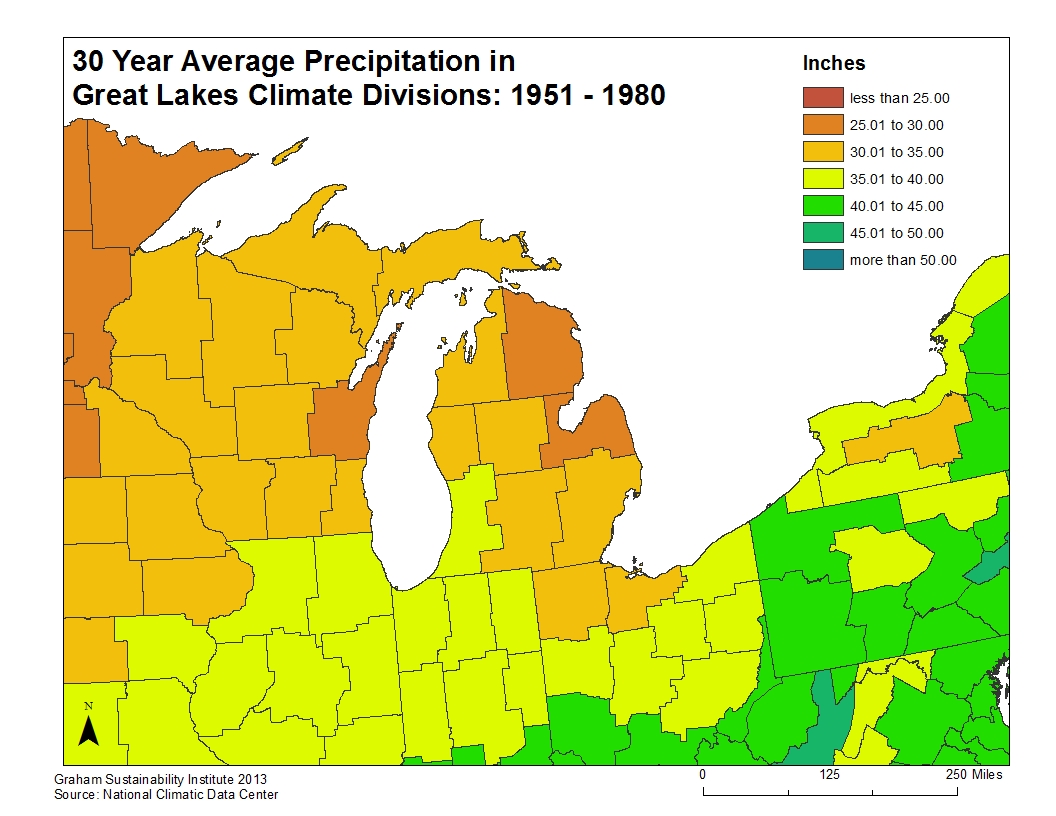 30 Year Average Precipitation in
Great Lakes Climate Divisions: 1951 - 1980
Inches
less than 25.00
25.01 to 30.00
30.01 to 35.00
35.01 to 40.00
40.01 to 45.00
45.01 to 50.00
more than 50.00
N
Graham Sustainability Institute 2013
Source: National Climatic Data Center
0 125 250 Miles